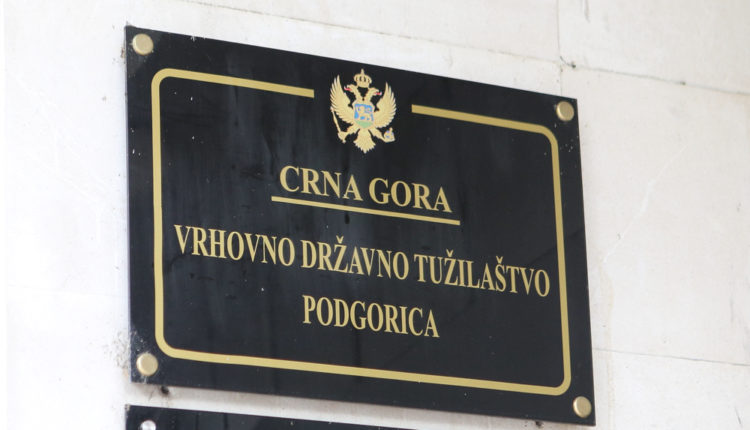 CRNA GORA
VRHOVNO DRŽAVNO TUŽILAŠTVO
PODGORICA